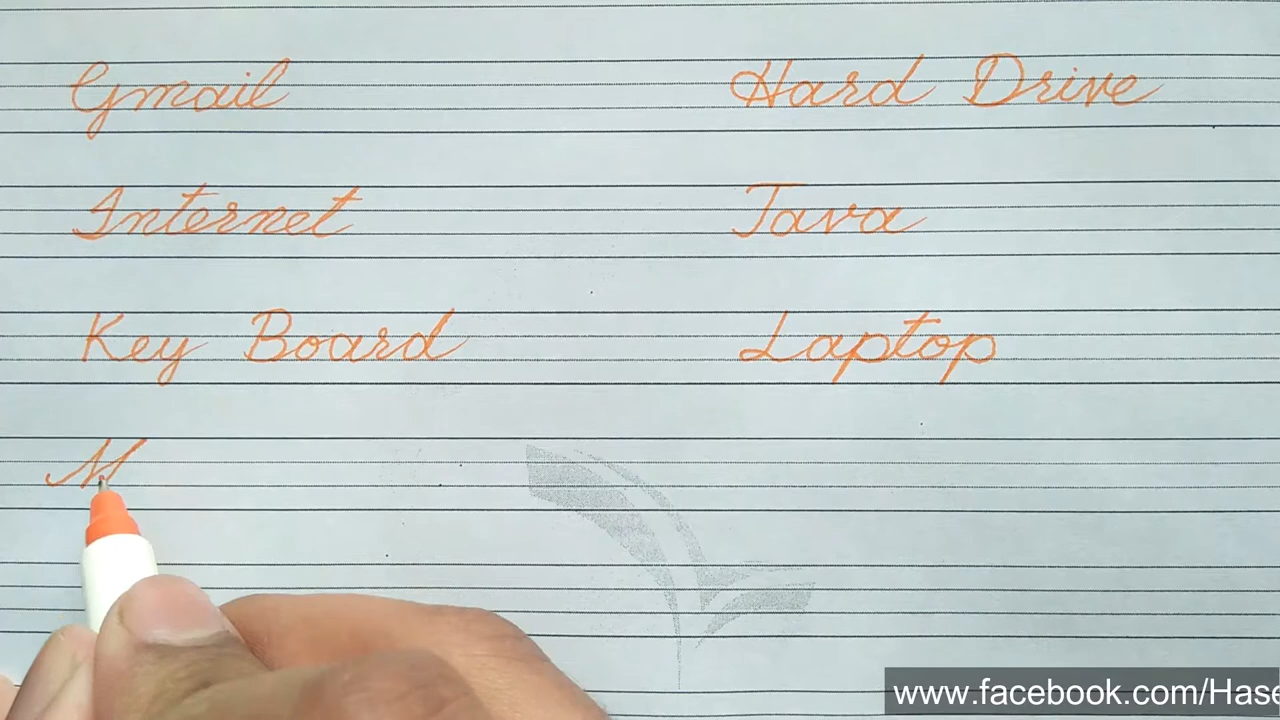 Gmail Hard Drive
Internet Java
Key Board Laptop
M
www.facebook.com/Hase